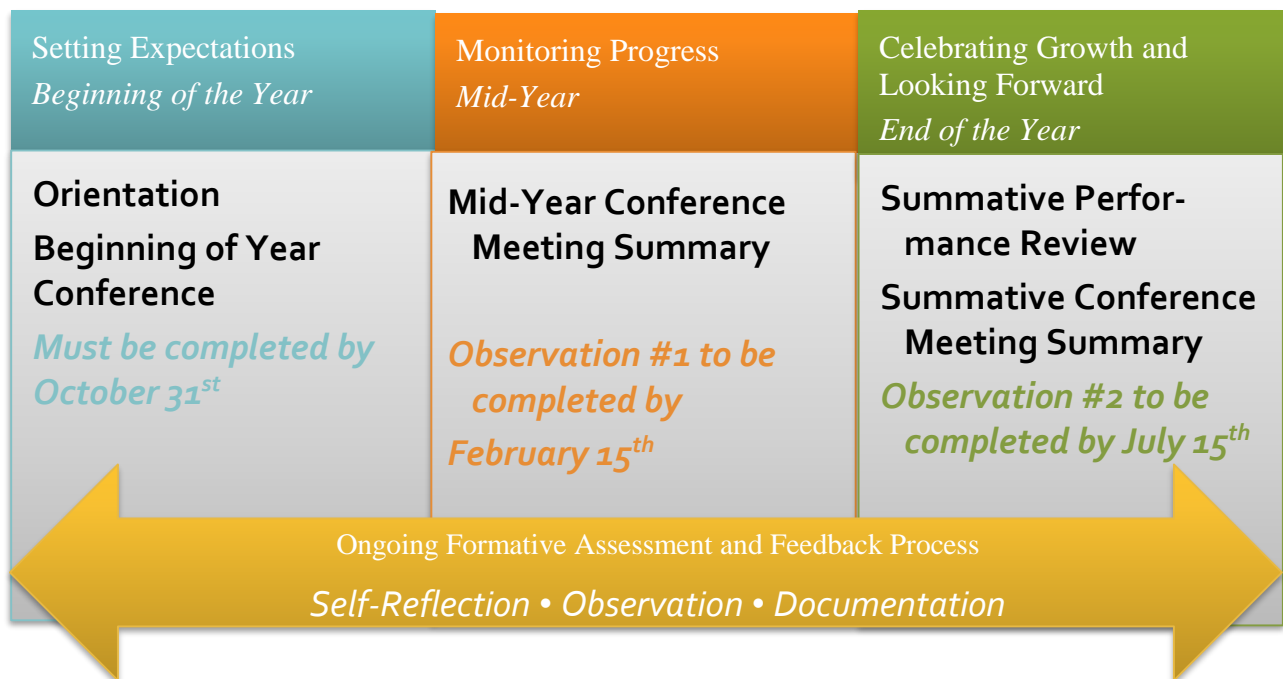 Setting Expectations
Beginning of the Year
Orientation
Beginning of Year
Conference
Must be completed by
October 31st
Monitoring Progress
Mid-Year
Mid-Year Conference
Meeting Summary
Observation #1 to be
completed by
February 15th
Celebrating Growth and
Looking Forward
End of the Year
Summative Perfor-
mance Review
Summative Conference
Meeting Summary
Observation #2 to be
completed by July 15th
Ongoing Formative Assessment and Feedback Process
Self-Reflection • Observation • Documentation